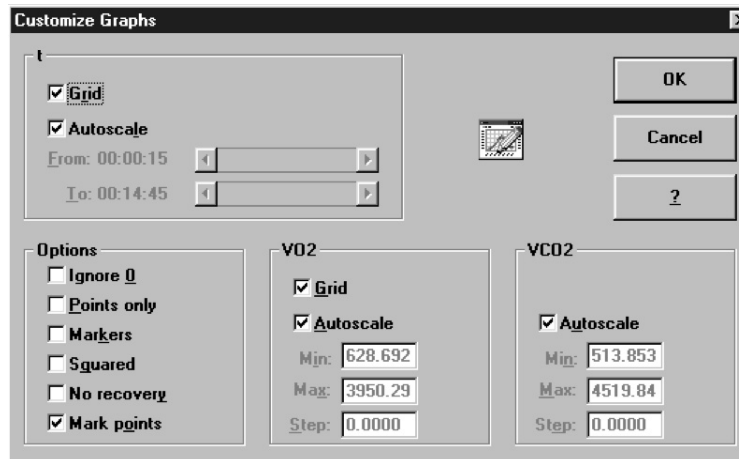 Customize Graphs
t
Grid
Autoscale
From: 00:00:15
To: 00:14:45
OK
Cancel
?
Options
Ignore 0
Points only
Markers
Squared
No recovery
Mark points
VO2
Grid
Autoscale
Min: 628.692
Max: 3950.29
Step: 0.0000
VCO2
Autoscale
Min: 513.853
Max: 4519.84
Step: 0.0000